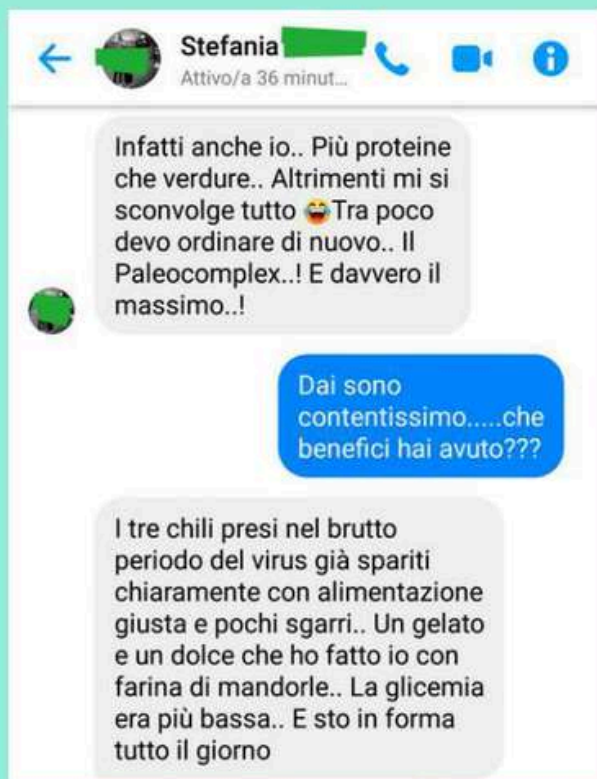 Stefania
Attivo/a 36 minut...
Infatti anche io.. Più proteine
che verdure.. Altrimenti mi si
sconvolge tutto 😂Tra poco
devo ordinare di nuovo.. Il
Paleocomplex..! E davvero il
massimo..!
Dai sono
contentissimo.....che
benefici hai avuto???
I tre chili presi nel brutto
periodo del virus già spariti
chiaramente con alimentazione
giusta e pochi sgarri.. Un gelato
e un dolce che ho fatto io con
farina di mandorle.. La glicemia
era più bassa.. E sto in forma
tutto il giorno